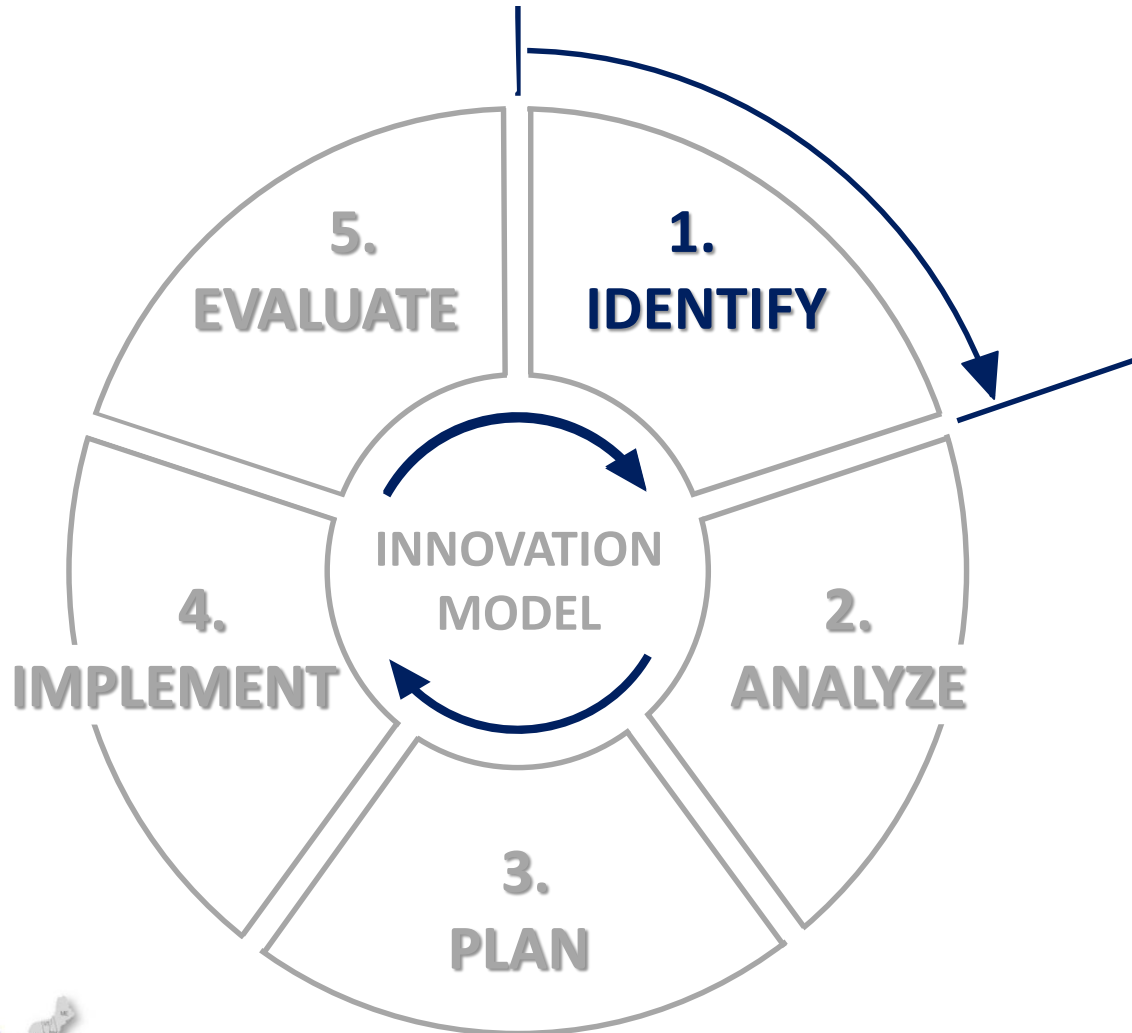 1.
IDENTIFY
2.
ANALYZE
3.
PLAN
4.
IMPLEMENT
5.
EVALUATE
INNOVATION
MODEL